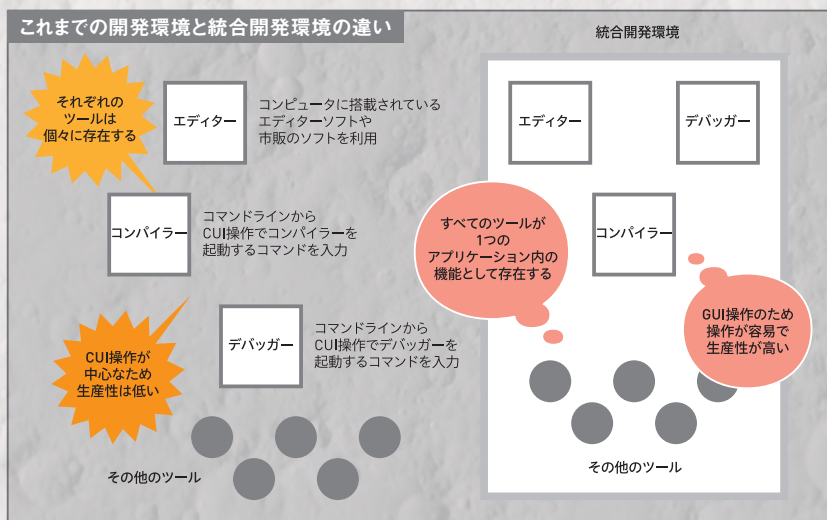 これまでの開発環境と統合開発環境の違い
それぞれの
ツールは
個々に存在する
エディター
コンピュータに搭載されている
エディターソフトや
市販のソフトを利用
コンパイラー
コマンドラインから
CUI操作でコンパイラーを
起動するコマンドを入力
CUI操作が
中心なため
生産性は低い
デバッガー
コマンドラインから
CUI操作でデバッガーを
起動するコマンドを入力
その他のツール
統合開発環境
エディター
デバッガー
すべてのツールが
1つの
アプリケーション内の
機能として存在する
コンパイラー
GUI操作のため
操作が容易で
生産性が高い
その他のツール